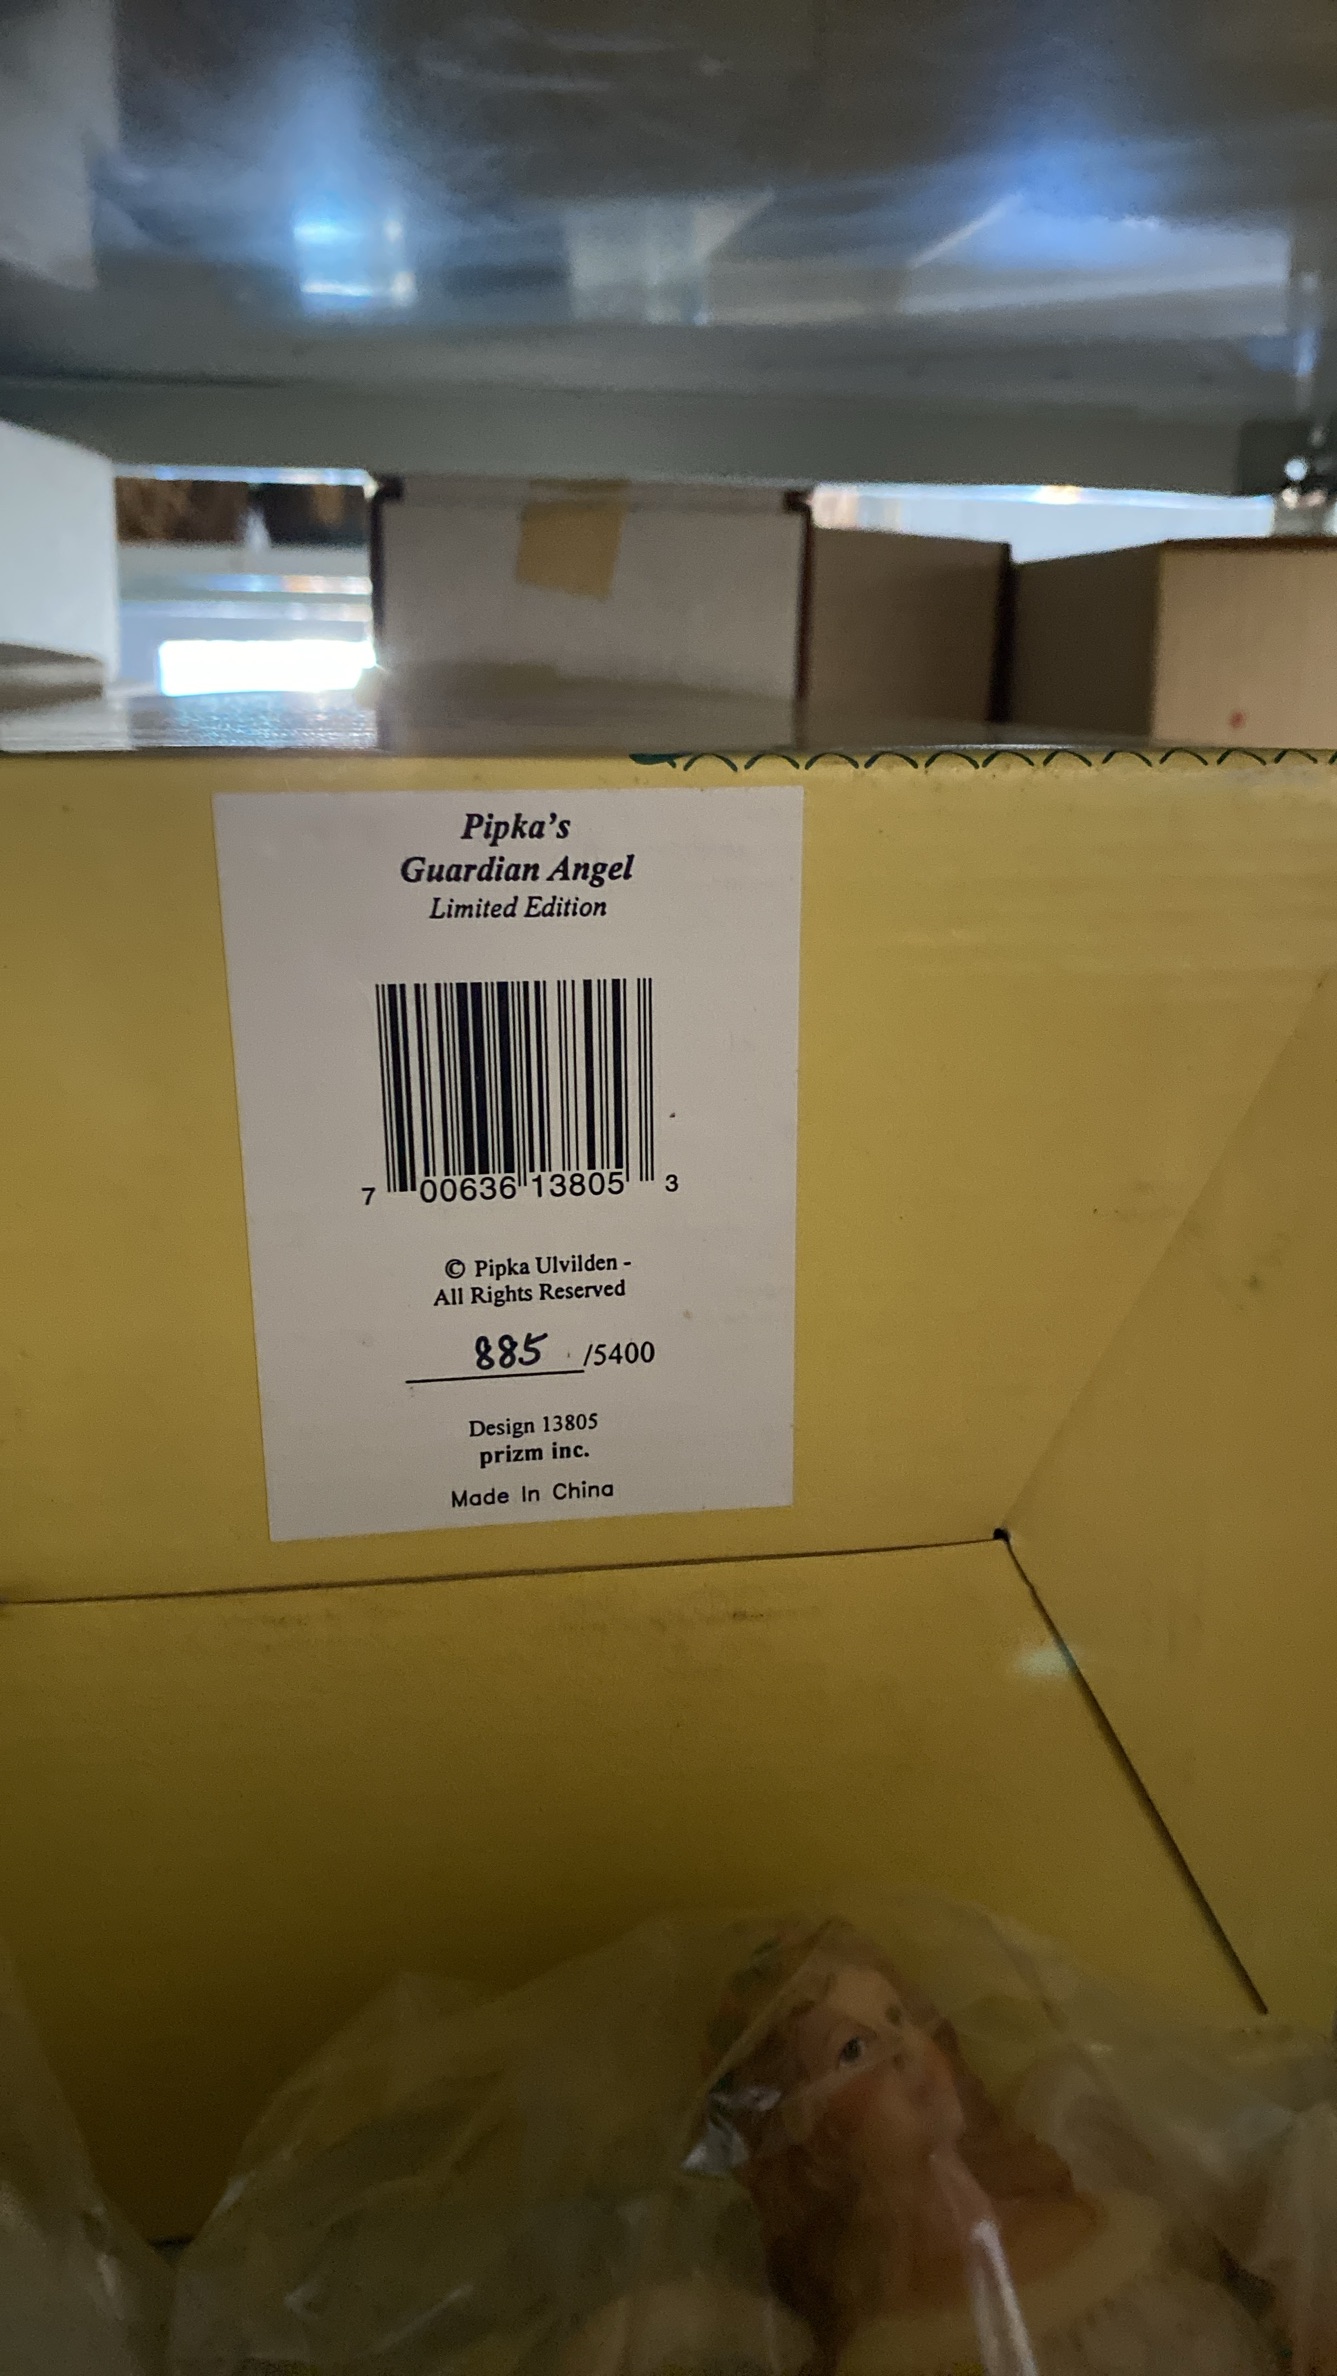 Pipka's
Guardian Angel
Limited Edition
7 00636 13805 3
© Pipka Ulvilden -
All Rights Reserved
885 /5400
Design 13805
prizm inc.
Made In China